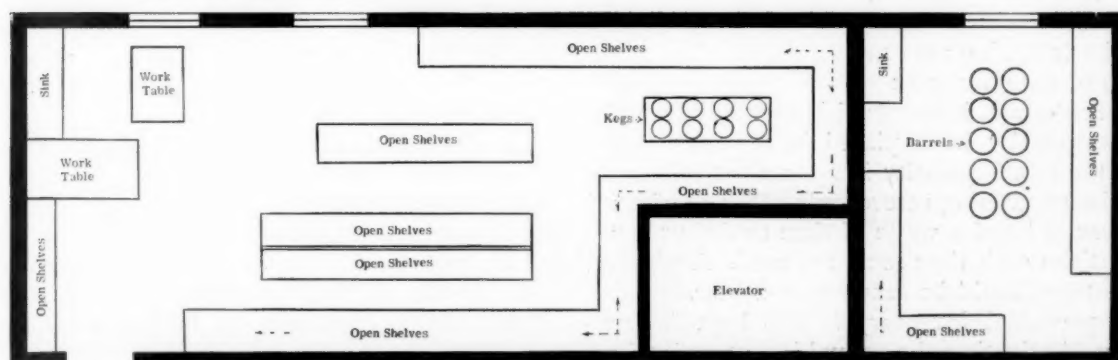 Open Shelves
Sink
Work
Table
Sink
Open Shelves
Kegs
Barrels
Open Shelves
Work
Table
Open Shelves
Open Shelves
Open Shelves
Open Shelves
Elevator
Open Shelves
Open Shelves